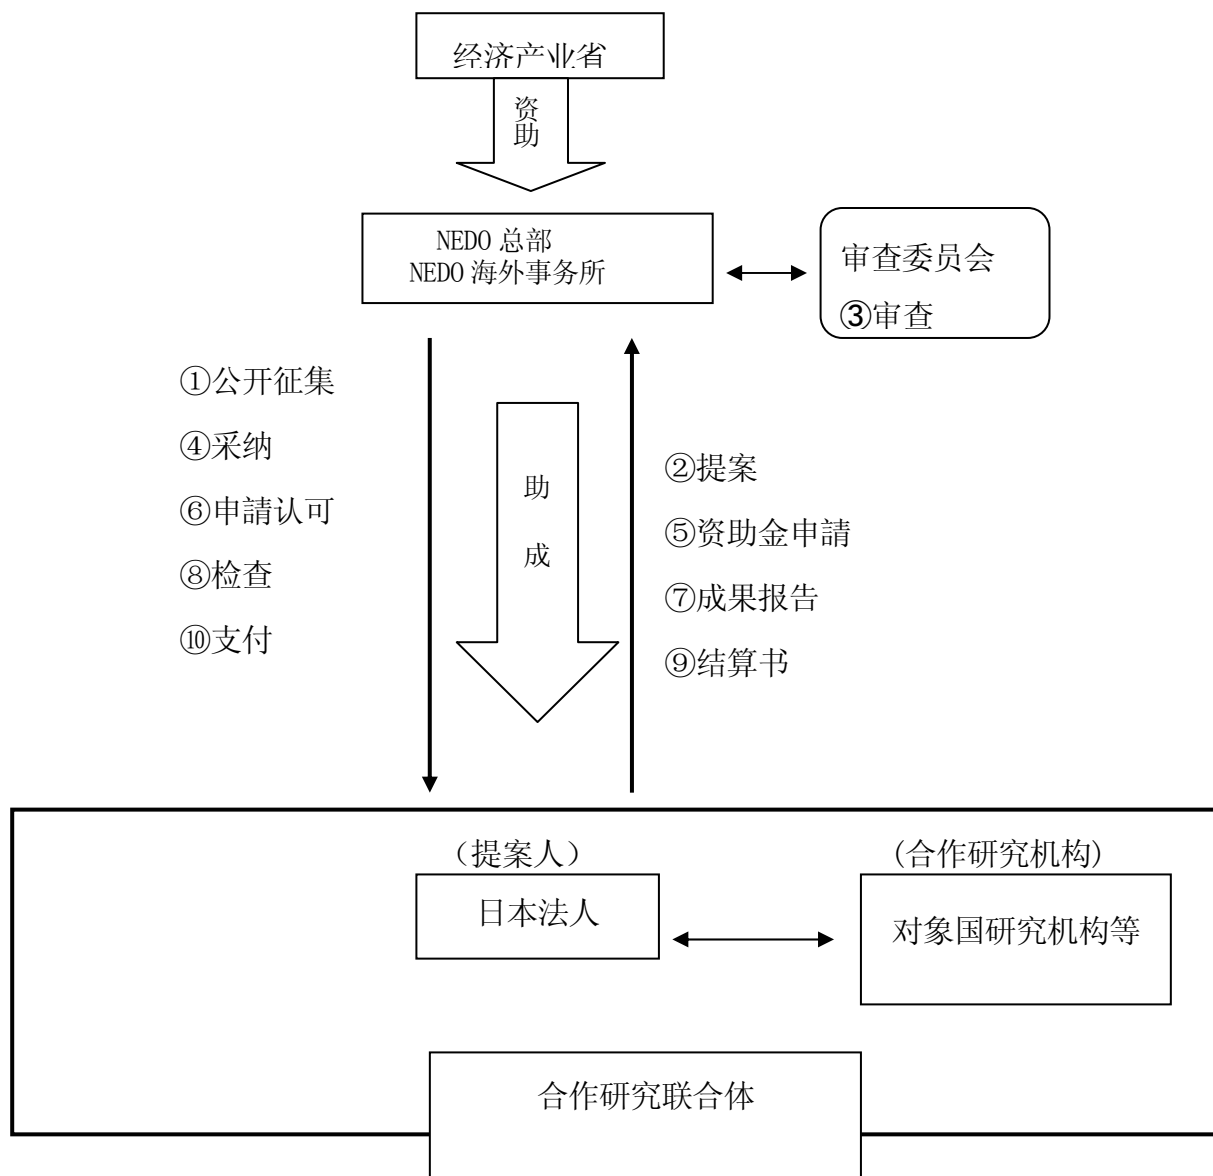 经济产业省
资
助
NEDO 总部
NEDO 海外事务所
审查委员会
③审查
①公开征集
④采纳
⑥申請认可
⑧检查
⑩支付
助
成
②提案
⑤资助金申請
⑦成果报告
⑨结算书
（提案人）
日本法人
(合作研究机构)
对象国研究机构等
合作研究联合体